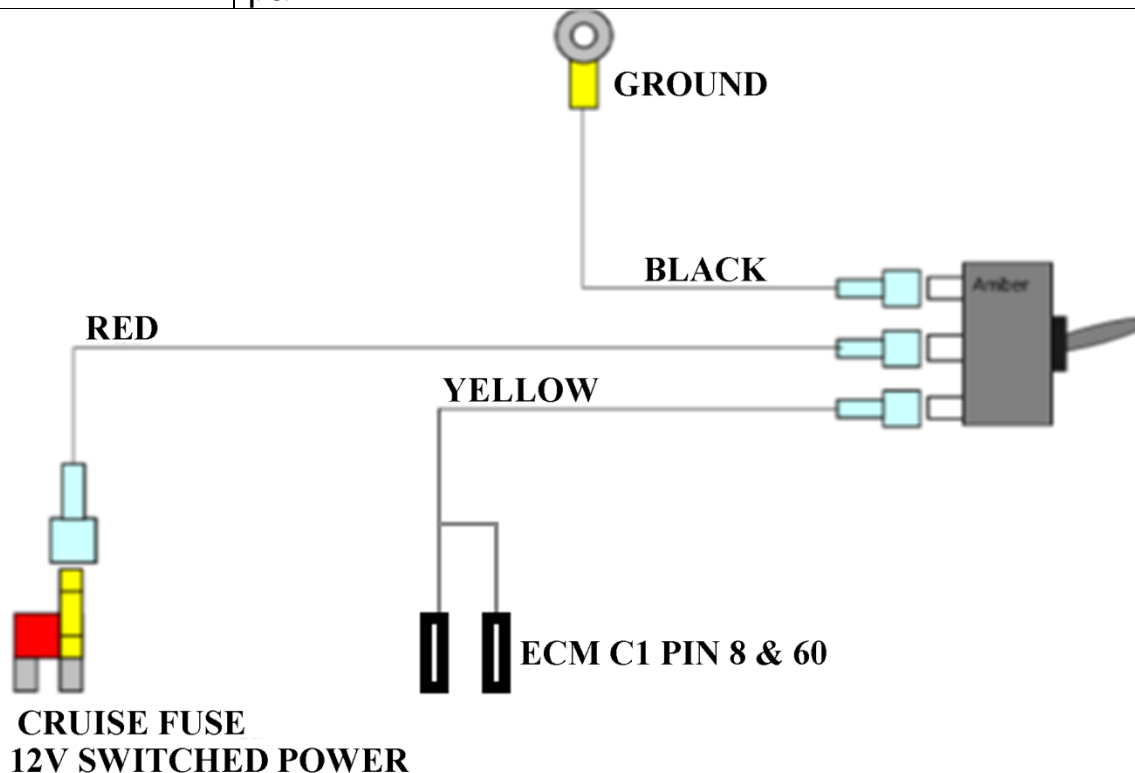 GROUND
BLACK
Amber
RED
YELLOW
ECM C1 PIN 8 & 60
CRUISE FUSE
12V SWITCHED POWER